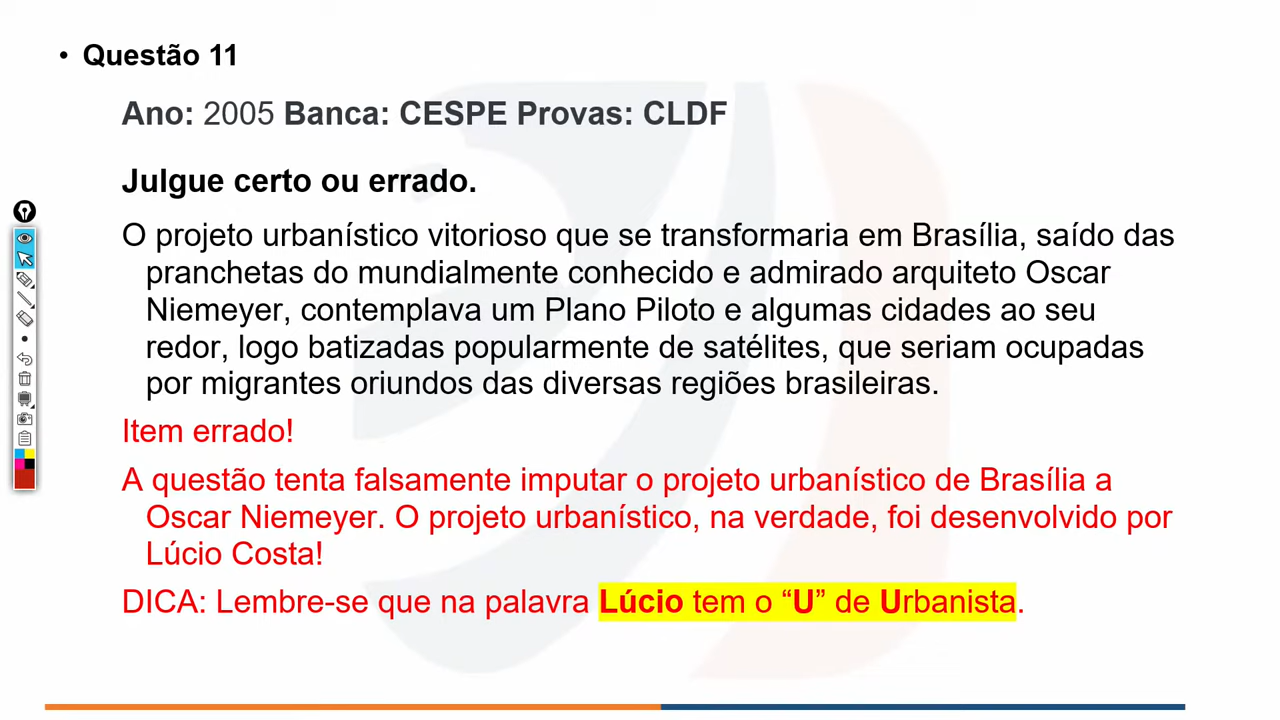 • Questão 11
Ano: 2005 Banca: CESPE Provas: CLDF
Julgue certo ou errado.
O projeto urbanístico vitorioso que se transformaria em Brasília, saído das
pranchetas do mundialmente conhecido e admirado arquiteto Oscar
Niemeyer, contemplava um Plano Piloto e algumas cidades ao seu
redor, logo batizadas popularmente de satélites, que seriam ocupadas
por migrantes oriundos das diversas regiões brasileiras.
Item errado!
A questão tenta falsamente imputar o projeto urbanístico de Brasília a
Oscar Niemeyer. O projeto urbanístico, na verdade, foi desenvolvido por
Lúcio Costa!
DICA: Lembre-se que na palavra Lúcio tem o “U” de Urbanista.